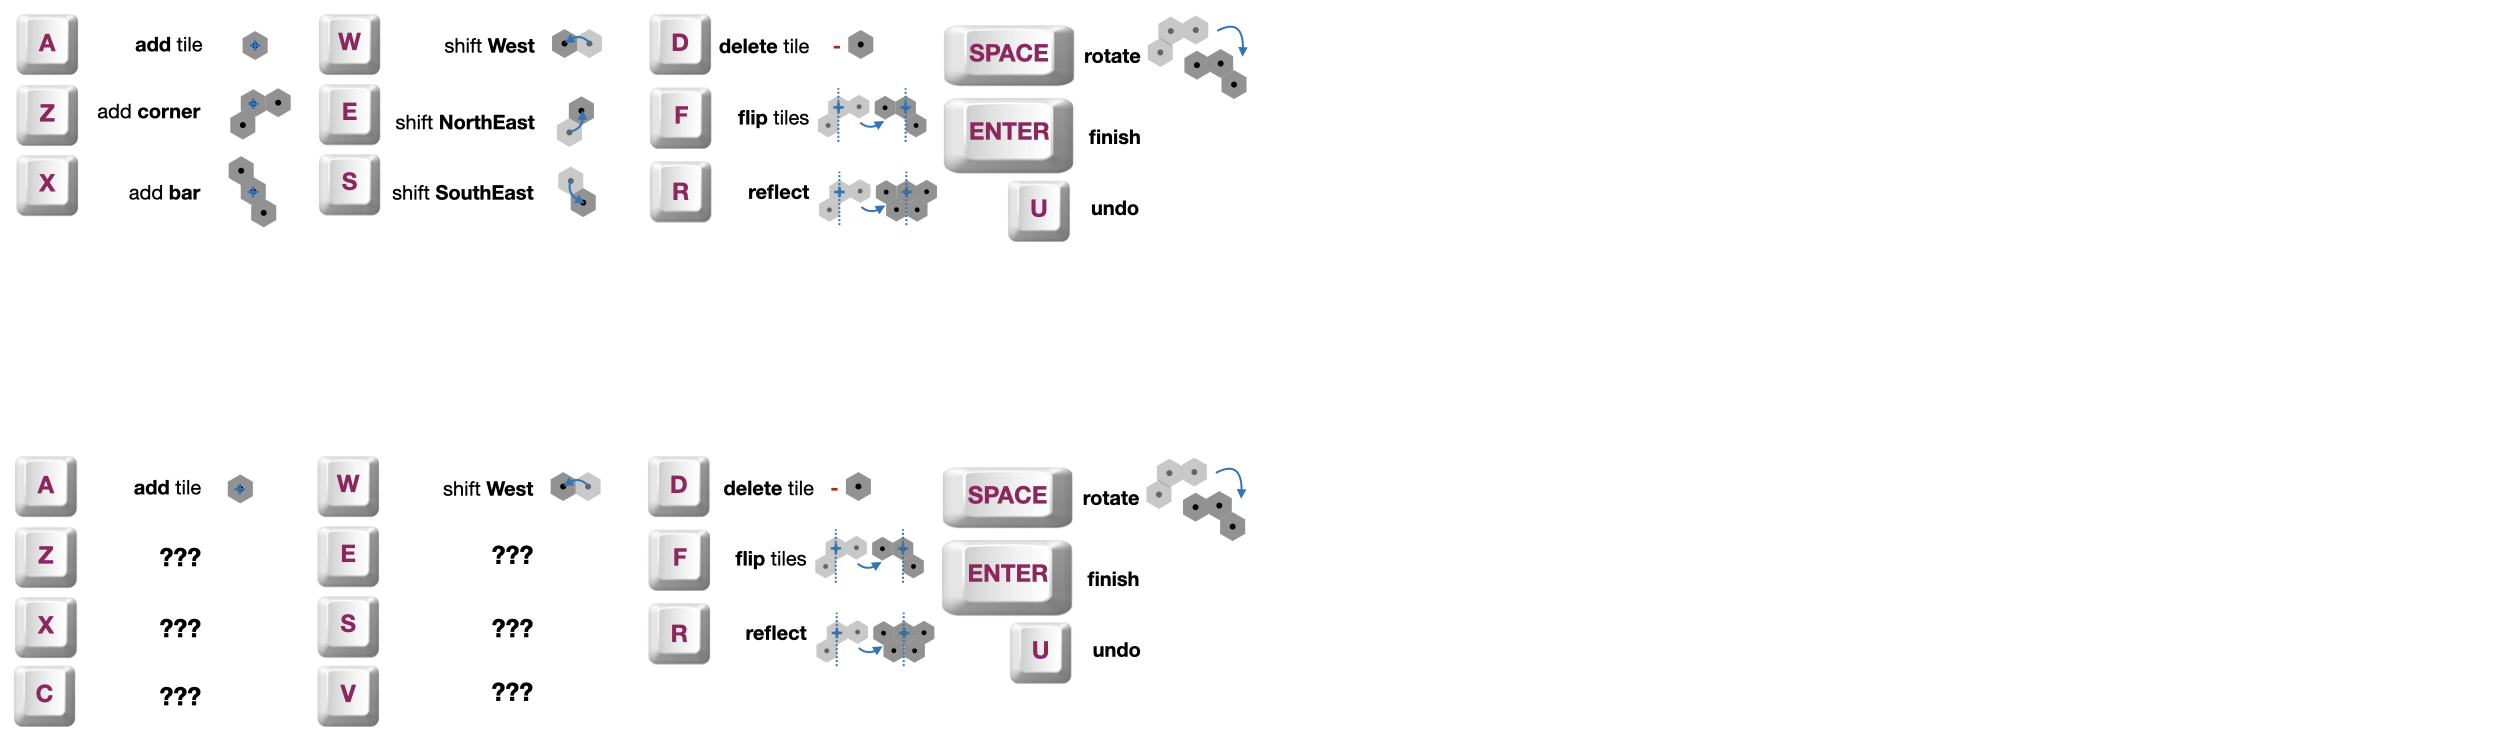 A add tile W shift West D delete tile - SPACE rotate
Z add corner E shift NorthEast F flip tiles ENTER finish
X add bar S shift SouthEast R reflect U undo
A add tile W shift West D delete tile - SPACE rotate
Z ??? E ??? F flip tiles ENTER finish
X ??? S ??? R reflect U undo
C ??? V ???